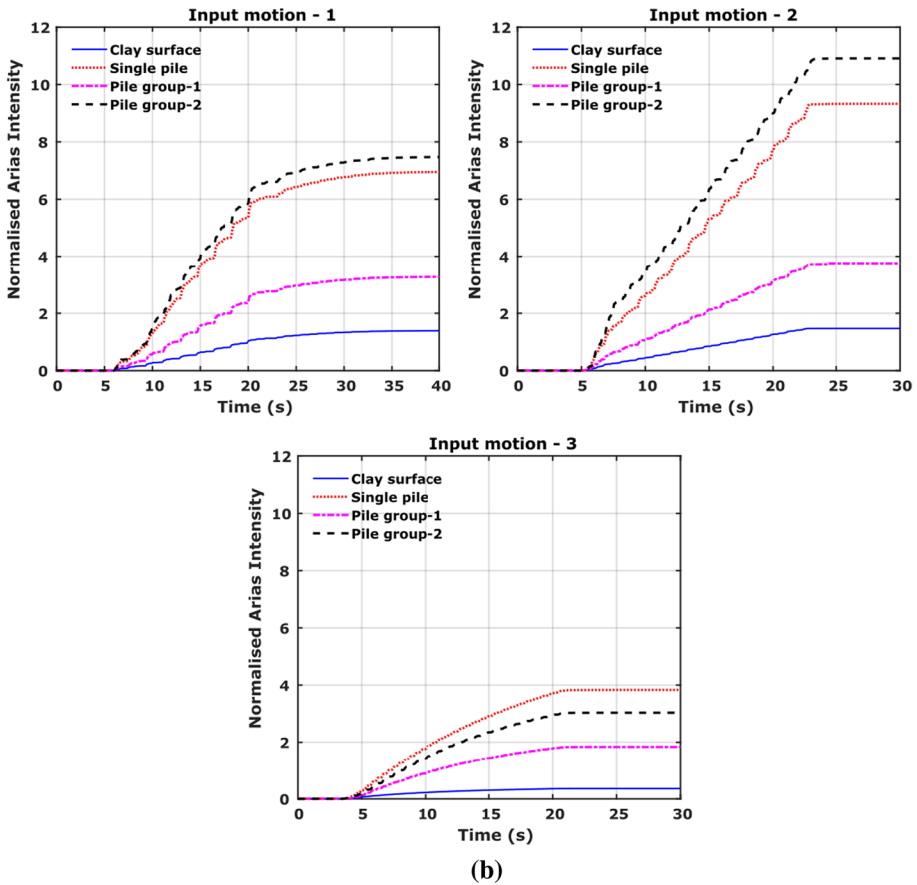 Input motion - 1
Normalised Arias Intensity
12
10
8
6
4
2
0
Clay surface
Single pile
Pile group-1
Pile group-2
0 5 10 15 20 25 30 35 40
Time (s)
Input motion - 2
Normalised Arias Intensity
12
10
8
6
4
2
0
Clay surface
Single pile
Pile group-1
Pile group-2
0 5 10 15 20 25 30
Time (s)
Input motion - 3
Normalised Arias Intensity
12
10
8
6
4
2
0
Clay surface
Single pile
Pile group-1
Pile group-2
0 5 10 15 20 25 30
Time (s)
(b)